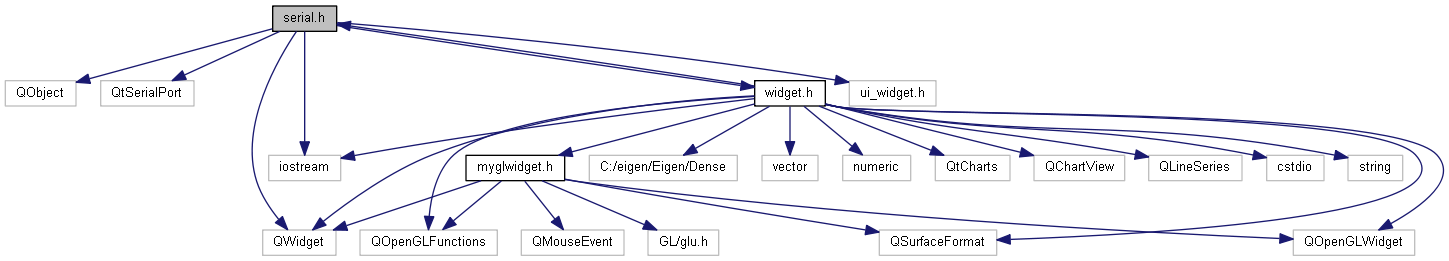 serial.h
QObject
QtSerialPort
widget.h
ui_widget.h
iostream
myglwidget.h
C:/eigen/Eigen/Dense
vector
numeric
QtCharts
QChartView
QLineSeries
cstdio
string
QWidget
QOpenGLFunctions
QMouseEvent
GL/glu.h
QSurfaceFormat
QOpenGLWidget